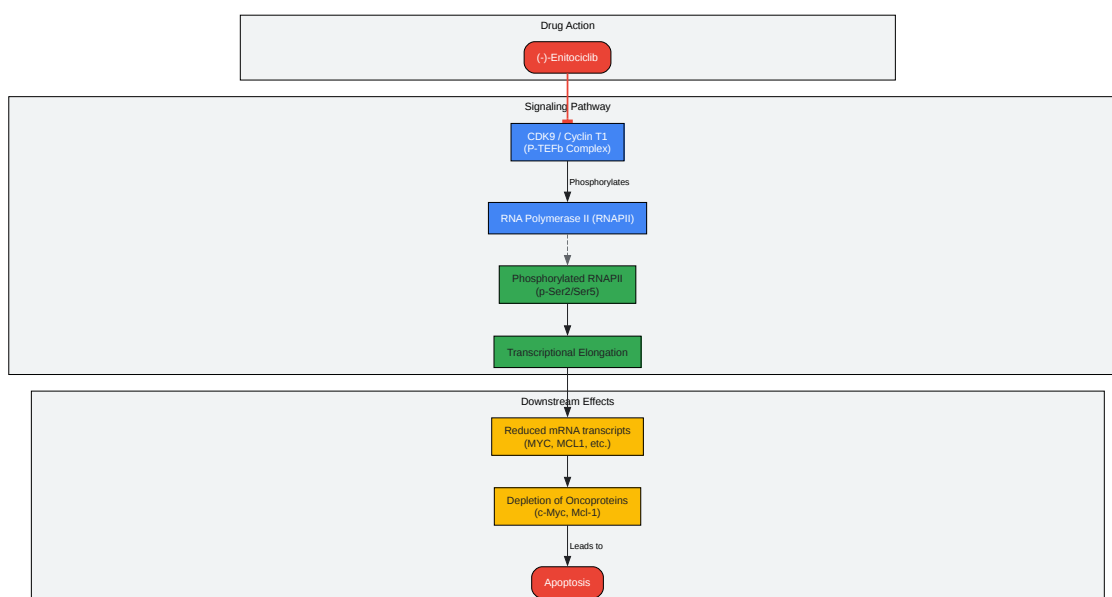 Drug Action
(-)-Enitociclib
Signaling Pathway
CDK9 / Cyclin T1
(P-TEFb Complex)
Phosphorylates
RNA Polymerase II (RNAPII)
Phosphorylated RNAPII
(p-Ser2/Ser5)
Transcriptional Elongation
Downstream Effects
Reduced mRNA transcripts
(MYC, MCL1, etc.)
Depletion of Oncoproteins
(c-Myc, Mcl-1)
Leads to
Apoptosis